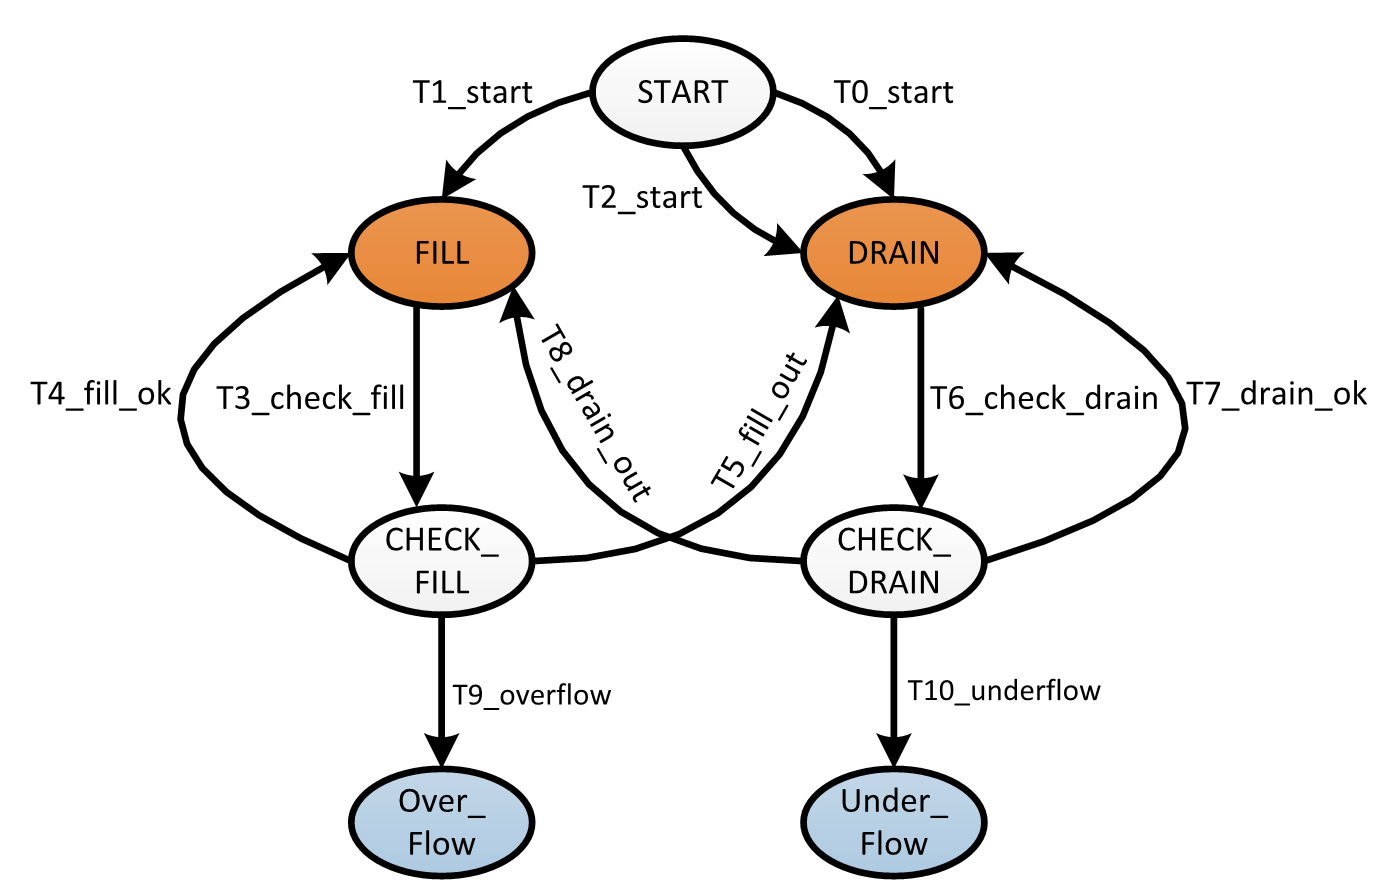 START
T1_start
T0_start
T2_start
FILL
DRAIN
T8_drain_out
T5_fill_out
T4_fill_ok
T3_check_fill
T6_check_drain
T7_drain_ok
CHECK_
FILL
CHECK_
DRAIN
T9_overflow
T10_underflow
Over_
Flow
Under_
Flow